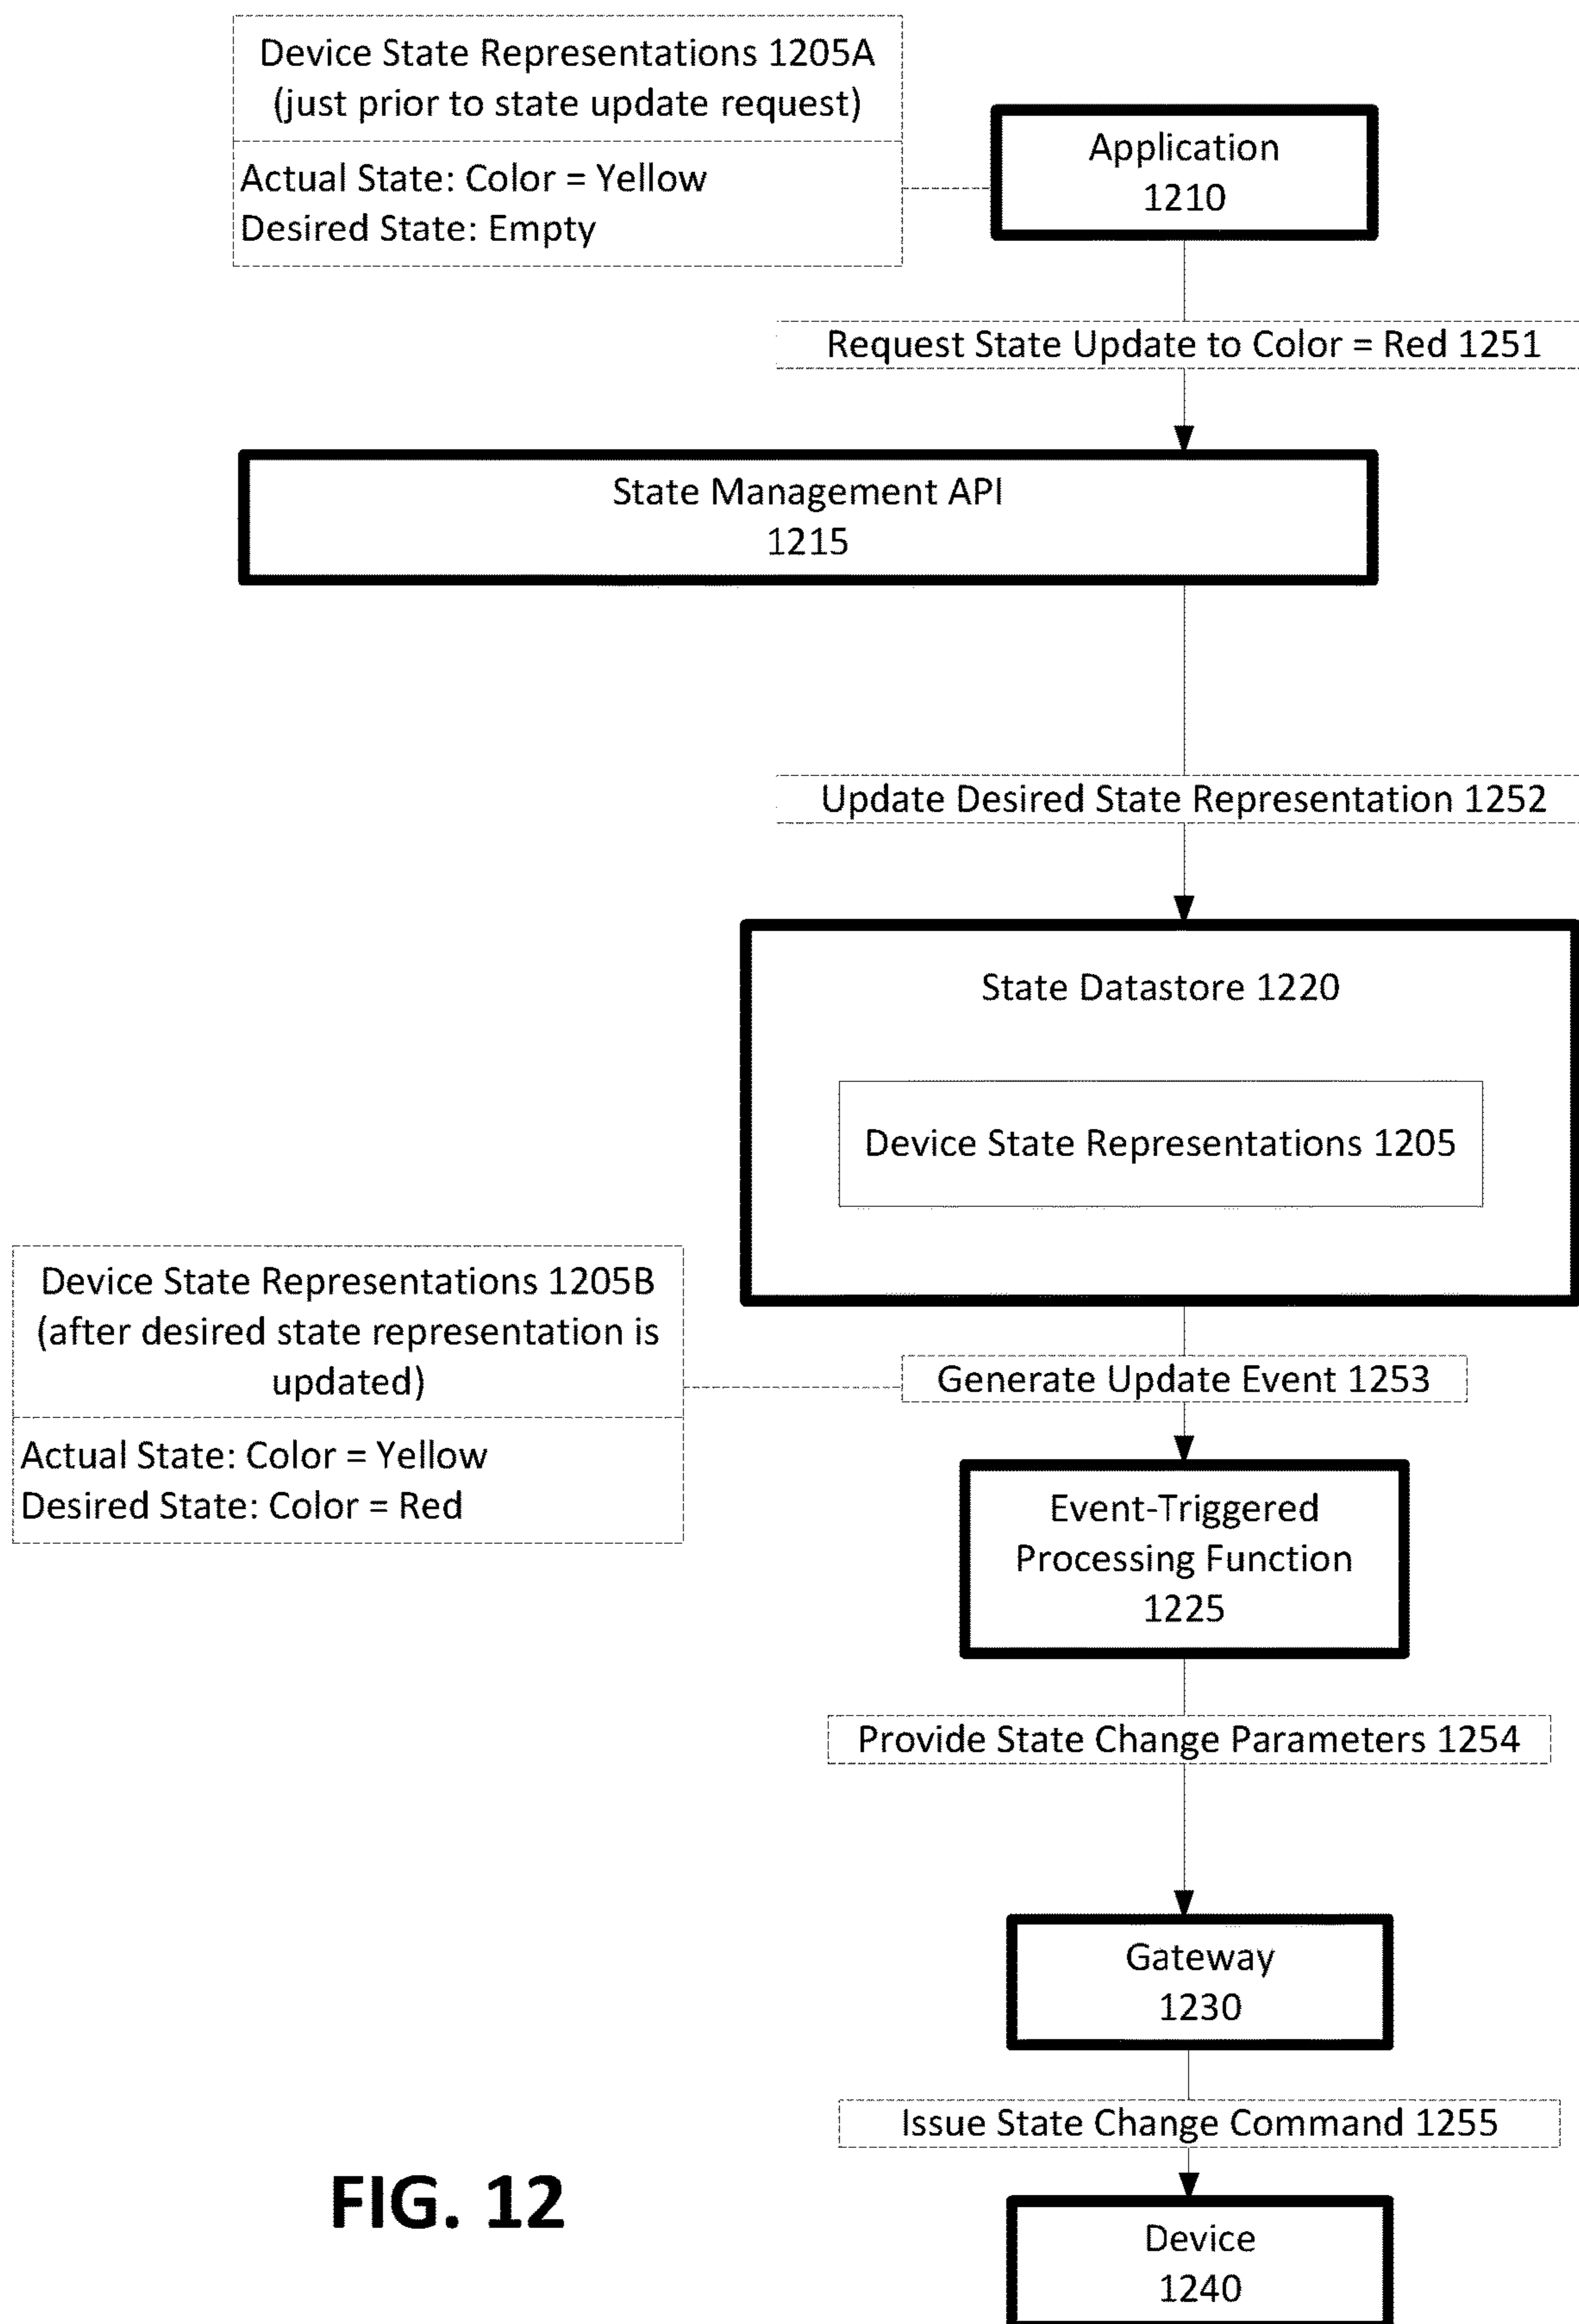 Device State Representations 1205A
(just prior to state update request)
Actual State: Color = Yellow
Desired State: Empty
Application
1210
Request State Update to Color = Red 1251
State Management API
1215
Update Desired State Representation 1252
State Datastore 1220
Device State Representations 1205
Device State Representations 1205B
(after desired state representation is
updated)
Actual State: Color = Yellow
Desired State: Color = Red
Generate Update Event 1253
Event-Triggered
Processing Function
1225
Provide State Change Parameters 1254
Gateway
1230
Issue State Change Command 1255
Device
1240
FIG. 12